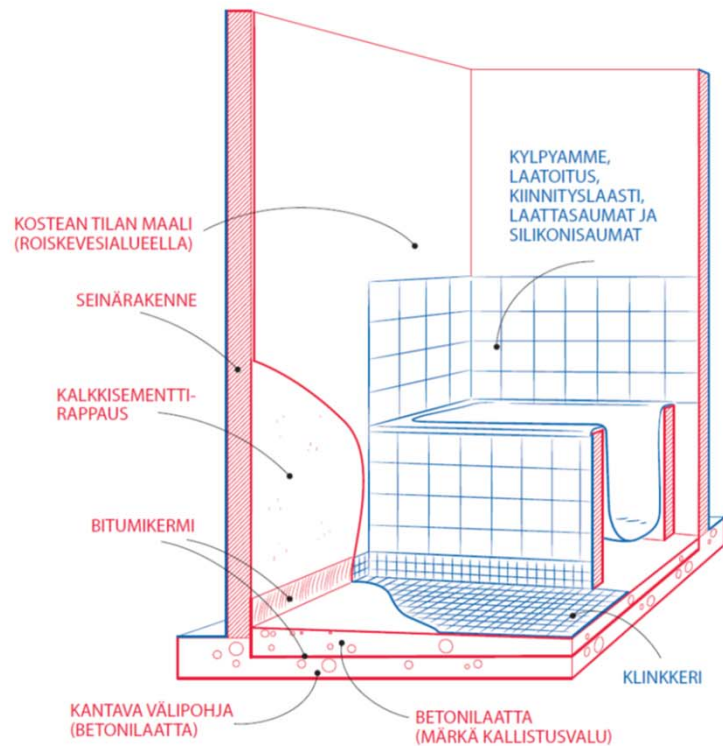 KYLPYAMME,
LAATOITUS,
KIINNITYSLAASTI,
LAATTASAUMAT JA
SILIKONISAUMAT
KOSTEAN TILAN MAALI
(ROISKEVESIALUEELLA)
SEINÄRAKENNE
KALKKISEMENTTI-
RAPPAUS
BITUMIKERMI
KLINKKERI
KANTAVA VÄLIPOHJA
(BETONILAATTA)
BETONILAATTA
(MÄRKÄ KALLISTUSVALU)